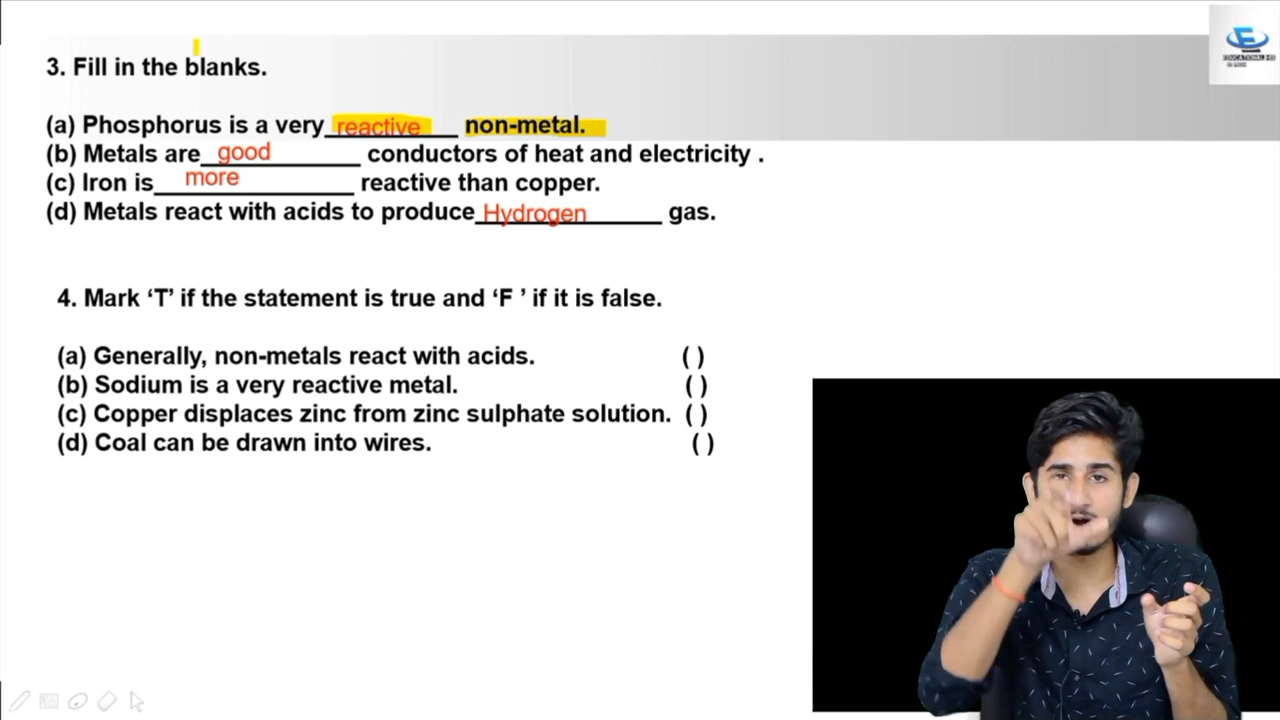 3. Fill in the blanks.
(a) Phosphorus is a very reactive non-metal.
(b) Metals are good conductors of heat and electricity .
(c) Iron is more reactive than copper.
(d) Metals react with acids to produce Hydrogen gas.
4. Mark ‘T’ if the statement is true and ‘F ’ if it is false.
(a) Generally, non-metals react with acids. ( )
(b) Sodium is a very reactive metal. ( )
(c) Copper displaces zinc from zinc sulphate solution. ( )
(d) Coal can be drawn into wires. ( )